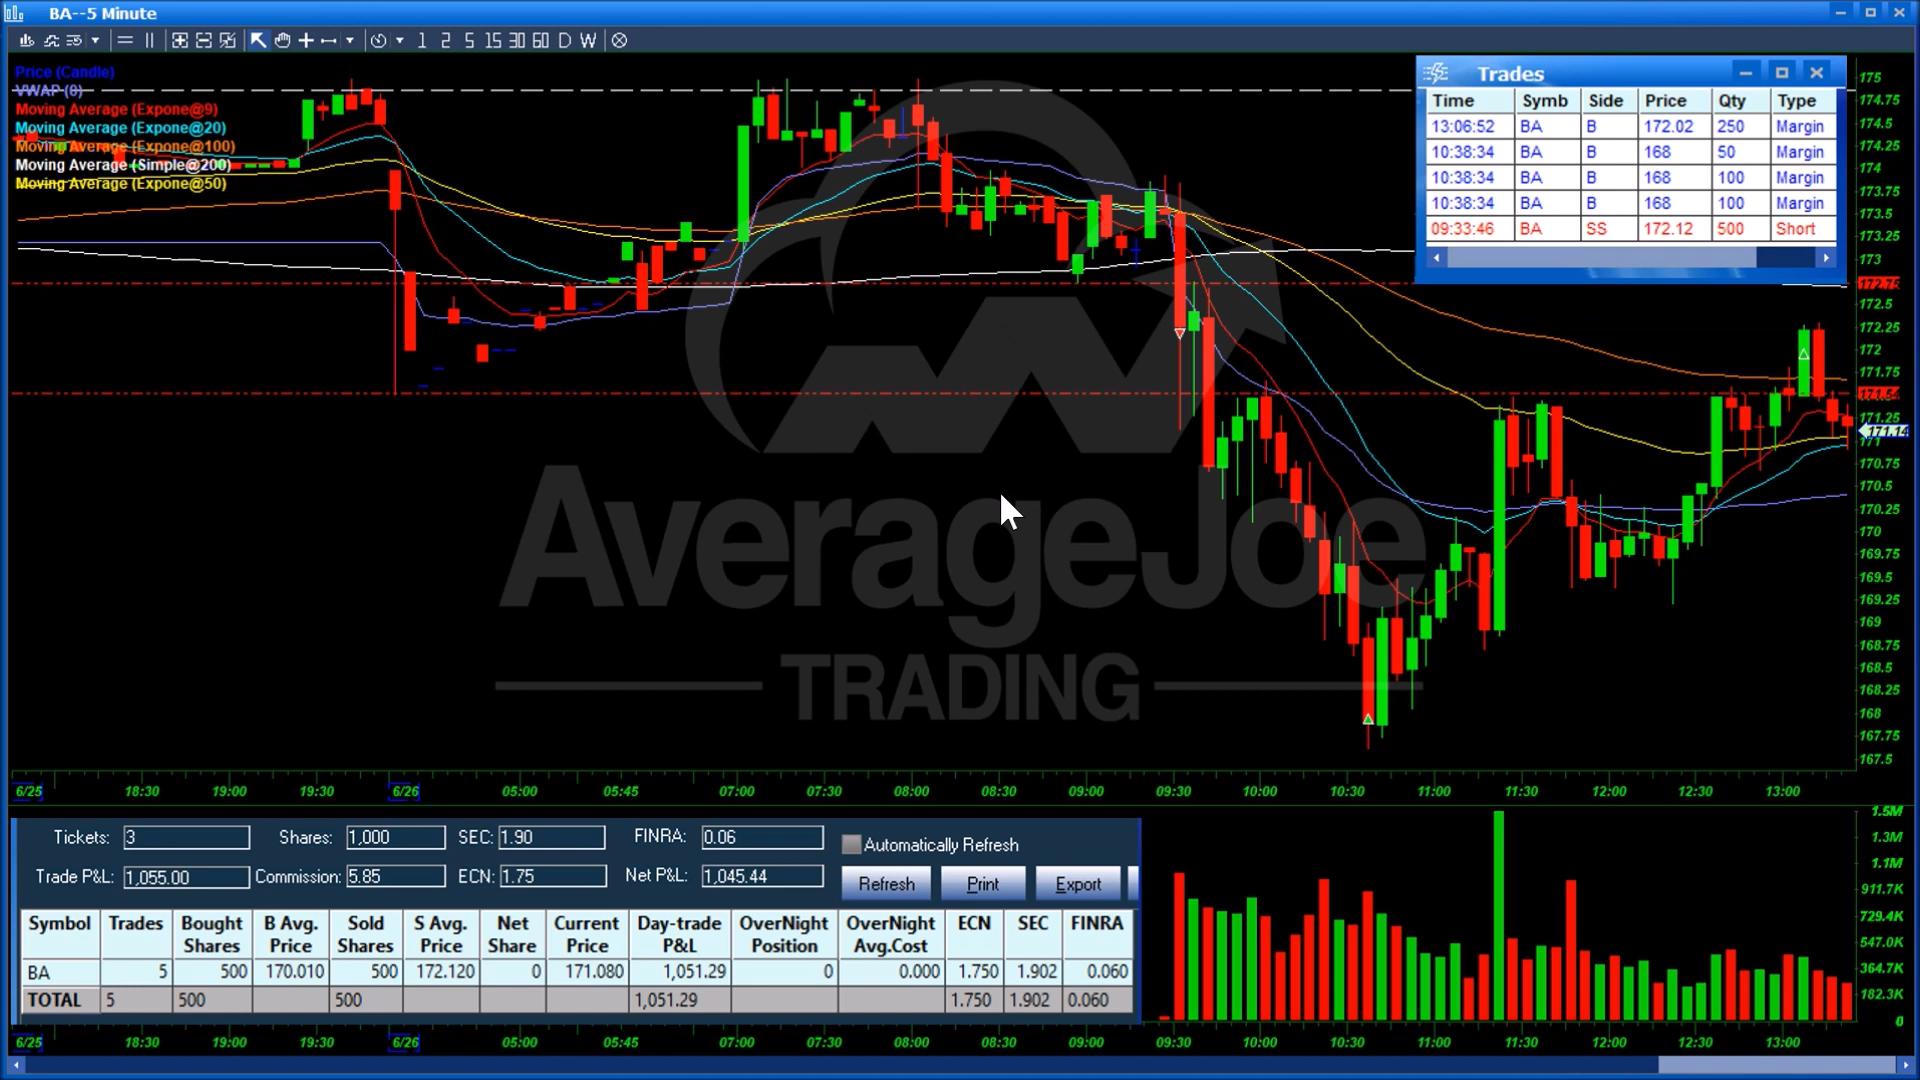 BA--5 Minute
1 2 5 15 30 60 D W
Price (Candle)
VWAP (8)
Moving Average (Expone@9)
Moving Average (Expone@20)
Moving Average (Expone@100)
Moving Average (Simple@200)
Moving Average (Expone@50)
Trades
Time Symb Side Price Qty Type
13:06:52 BA B 172.02 250 Margin
10:38:34 BA B 168 50 Margin
10:38:34 BA B 168 100 Margin
10:38:34 BA B 168 100 Margin
09:33:46 BA SS 172.12 500 Short
175
174.75
174.5
174.25
174
173.75
173.5
173.25
173
172.75
172.5
172.25
172
171.75
171.54
171.25
171.14
171
170.75
170.5
170.25
170
169.75
169.5
169.25
169
168.75
168.5
168.25
168
167.75
167.5
AverageJoe
TRADING
6/25 18:30 19:00 19:30 6/26 05:00 05:45 07:00 07:30 08:00 08:30 09:00 09:30 10:00 10:30 11:00 11:30 12:00 12:30 13:00
Tickets: 3 Shares: 1,000 SEC: 1.90 FINRA: 0.06 Automatically Refresh
Trade P&L: 1,055.00 Commission: 5.85 ECN: 1.75 Net P&L: 1,045.44 Refresh Print Export
Symbol Trades Bought Shares B Avg. Price Sold Shares S Avg. Price Net Share Current Price Day-trade P&L OverNight Position OverNight Avg.Cost ECN SEC FINRA
BA 5 500 170.010 500 172.120 0 171.080 1,051.29 0 0.000 1.750 1.902 0.060
TOTAL 5 500 500 1,051.29 1.750 1.902 0.060
1.5M
1.3M
1.1M
911.7K
729.4K
547.0K
364.7K
182.3K
0
6/25 18:30 19:00 19:30 6/26 05:00 05:45 07:00 07:30 08:00 08:30 09:00 09:30 10:00 10:30 11:00 11:30 12:00 12:30 13:00